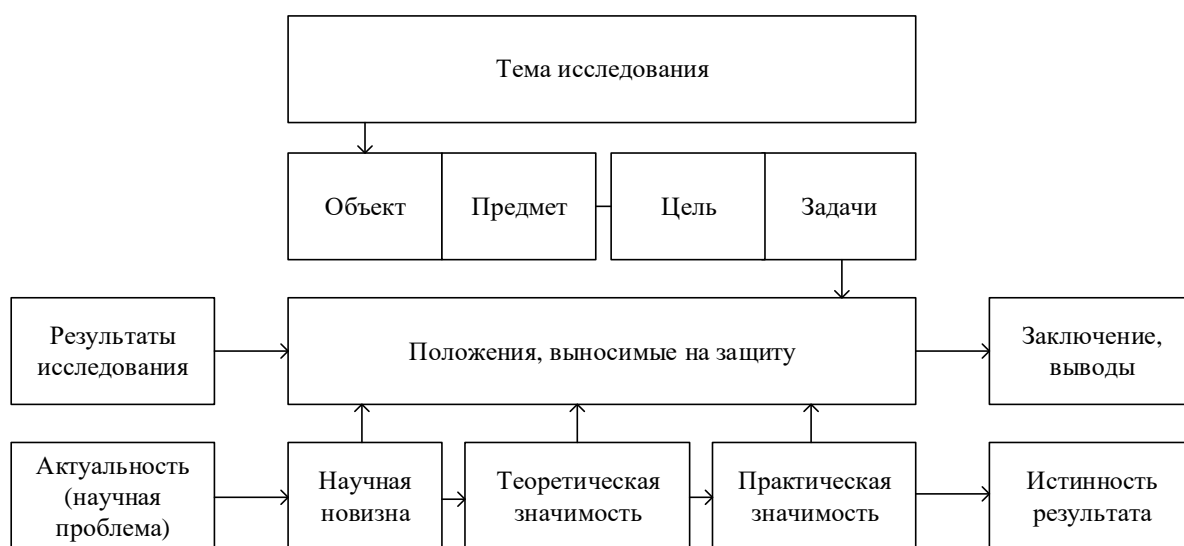 Тема исследования
Объект
Предмет
Цель
Задачи
Результаты
исследования
Положения, выносимые на защиту
Заключение,
выводы
Актуальность
(научная
проблема)
Научная
новизна
Теоретическая
значимость
Практическая
значимость
Истинность
результата